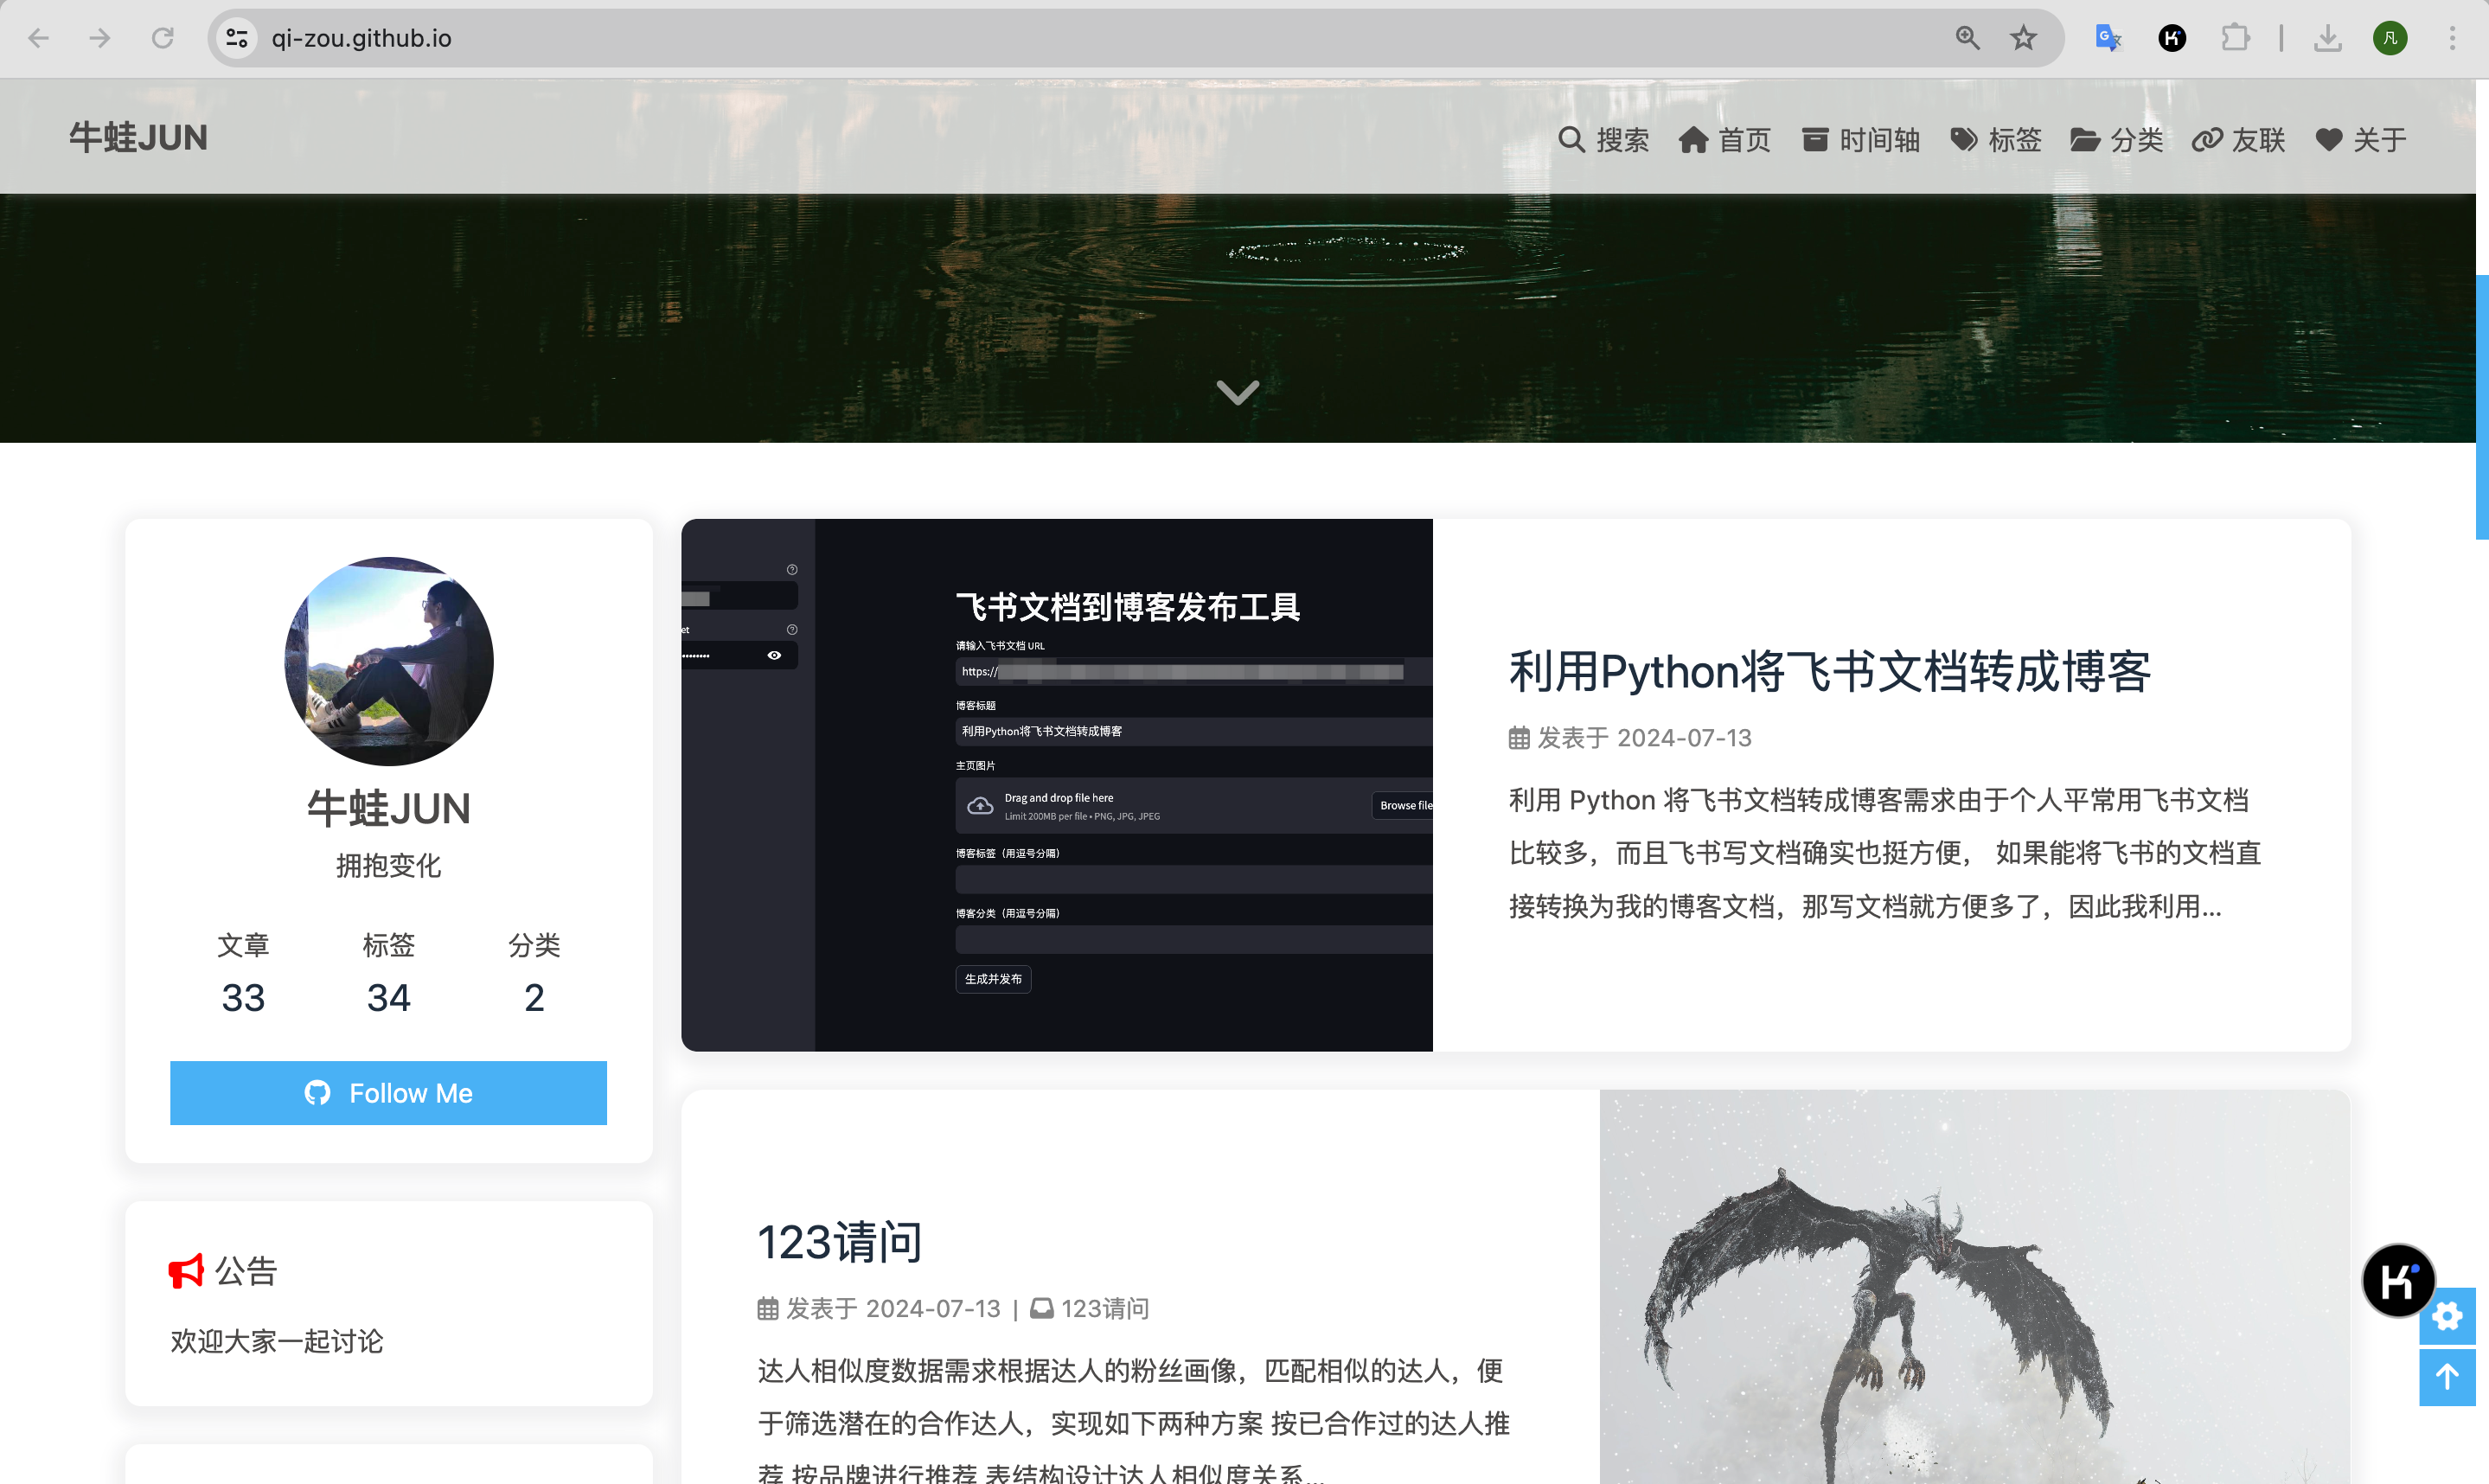 qi-zou.github.io
凡
牛蛙JUN
搜索 首页 时间轴 标签 分类 友联 关于
牛蛙JUN
拥抱变化
文章 标签 分类
33 34 2
Follow Me
公告
欢迎大家一起讨论
et
飞书文档到博客发布工具
请输入飞书文档 URL
https://
博客标题
利用Python将飞书文档转成博客
主页图片
Drag and drop file here
Limit 200MB per file • PNG, JPG, JPEG
Browse file
博客标签（用逗号分隔）
博客分类（用逗号分隔）
生成并发布
利用Python将飞书文档转成博客
发表于 2024-07-13
利用 Python 将飞书文档转成博客需求由于个人平常用飞书文档
比较多，而且飞书写文档确实也挺方便， 如果能将飞书的文档直
接转换为我的博客文档，那写文档就方便多了，因此我利用...
123请问
发表于 2024-07-13 | 123请问
达人相似度数据需求根据达人的粉丝画像，匹配相似的达人，便
于筛选潜在的合作达人，实现如下两种方案 按已合作过的达人推
荐 按品牌进行推荐 表结构设计达人相似度关系...